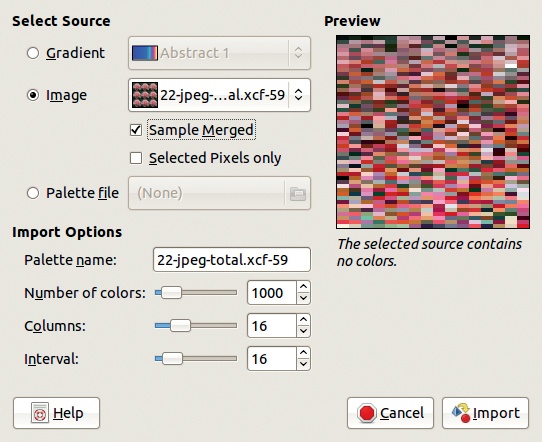 Select Source
Gradient
Abstract 1
Image
22-jpeg-...al.xcf-59
Sample Merged
Selected Pixels only
Palette file
(None)
Import Options
Palette name:
22-jpeg-total.xcf-59
Number of colors:
1000
Columns:
16
Interval:
16
Preview
The selected source contains
no colors.
Help
Cancel
Import